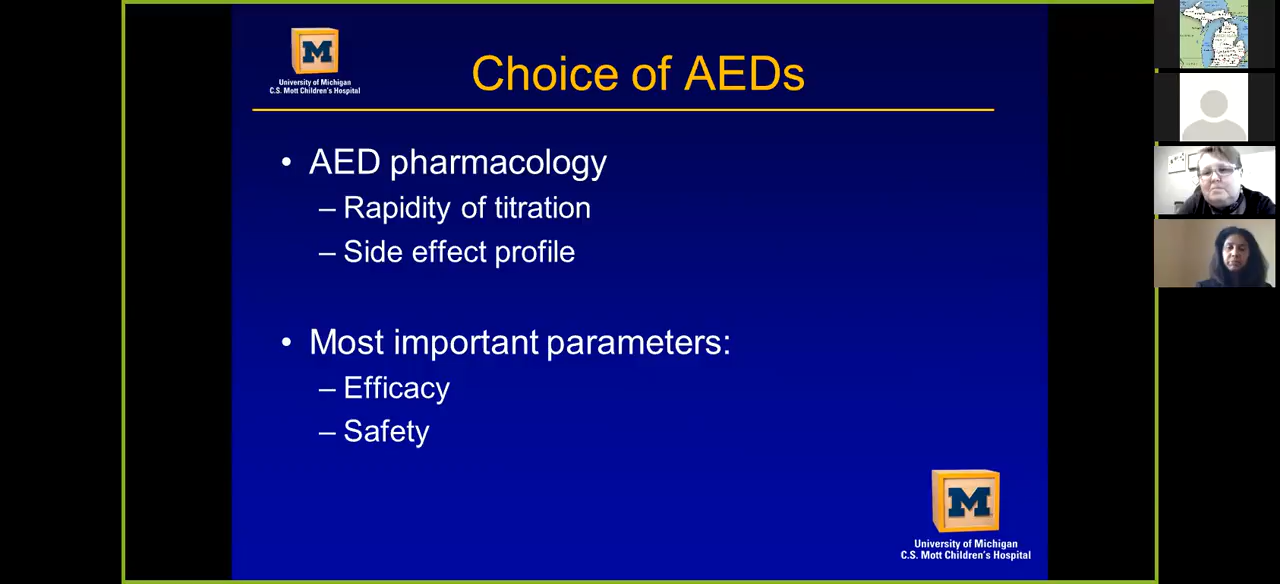 M
University of Michigan
C.S. Mott Children's Hospital
Choice of AEDs
• AED pharmacology
– Rapidity of titration
– Side effect profile
• Most important parameters:
– Efficacy
– Safety
M
University of Michigan
C.S. Mott Children's Hospital